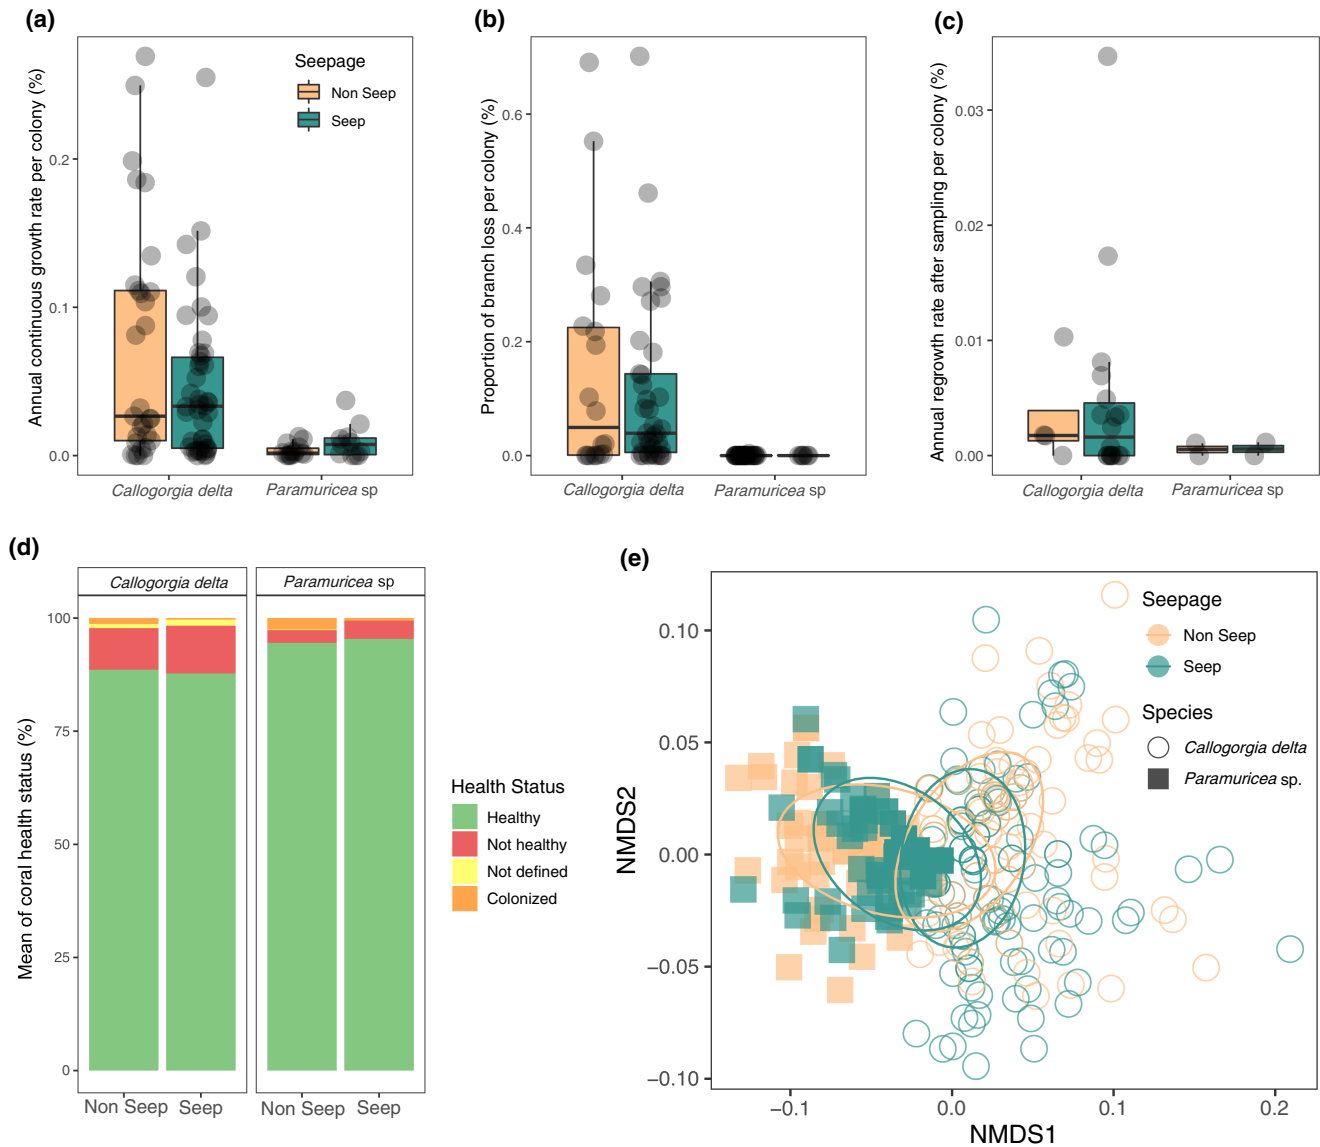 (a)
Annual continuous growth rate per colony (%)
0.2
0.1
0.0
Seepage
Non Seep
Seep
Callogorgia delta
Paramuricea sp
(b)
Proportion of branch loss per colony (%)
0.6
0.4
0.2
0.0
Callogorgia delta
Paramuricea sp
(c)
Annual regrowth rate after sampling per colony (%)
0.03
0.02
0.01
0.00
Callogorgia delta
Paramuricea sp
(d)
Callogorgia delta
Paramuricea sp
Mean of coral health status (%)
100
75
50
25
0
Non Seep
Seep
Non Seep
Seep
Health Status
Healthy
Not healthy
Not defined
Colonized
(e)
NMDS2
0.10
0.05
0.00
−0.05
−0.10
Seepage
Non Seep
Seep
Species
Callogorgia delta
Paramuricea sp.
−0.1
0.0
0.1
0.2
NMDS1